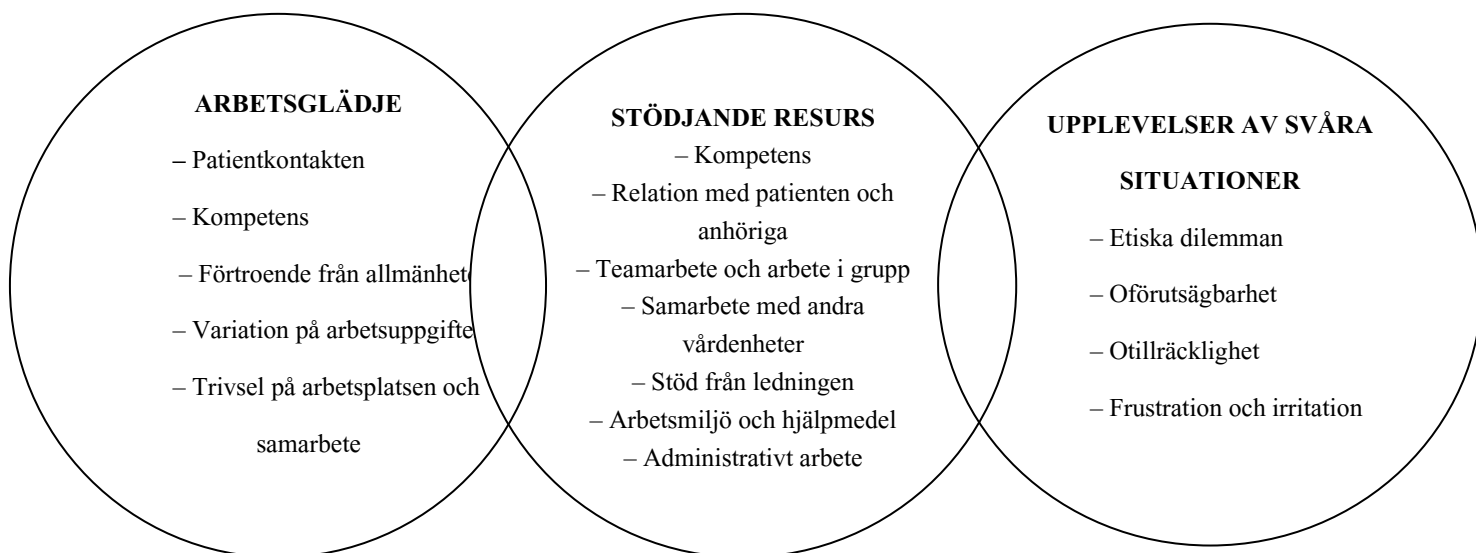 ARBETSGLÄDJE
– Patientkontakten
– Kompetens
– Förtroende från allmänhete
– Variation på arbetsuppgifte
– Trivsel på arbetsplatsen och
samarbete
STÖDJANDE RESURS
– Kompetens
– Relation med patienten och
anhöriga
– Teamarbete och arbete i grupp
– Samarbete med andra
vårdenheter
– Stöd från ledningen
– Arbetsmiljö och hjälpmedel
– Administrativt arbete
UPPLEVELSER AV SVÅRA
SITUATIONER
– Etiska dilemman
– Oförutsägbarhet
– Otillräcklighet
– Frustration och irritation